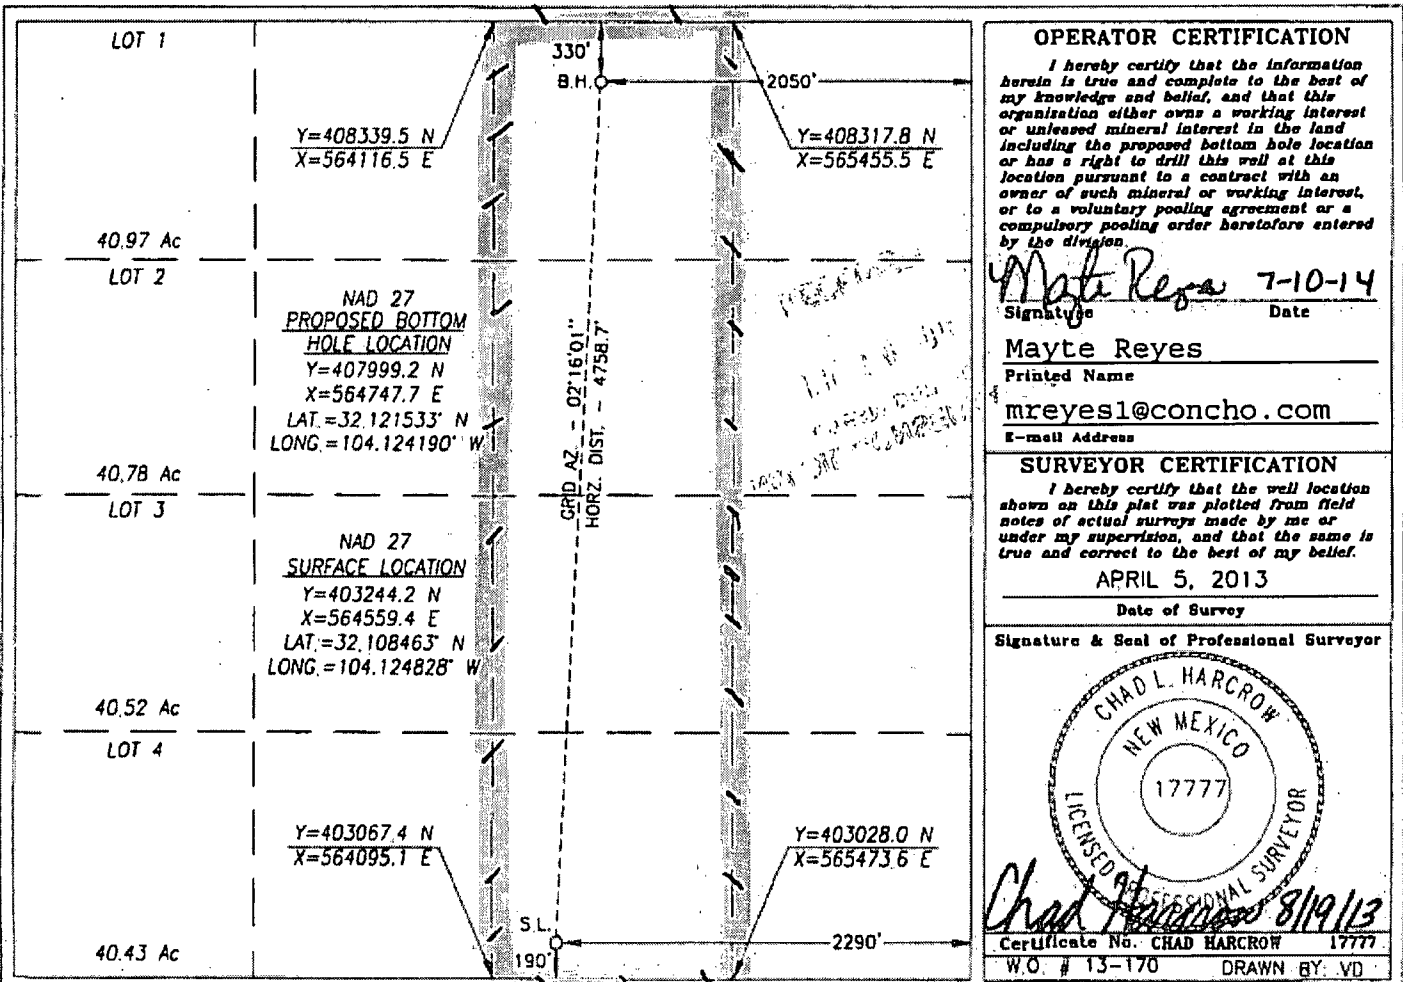 LOT 1
330'
B.H.
2050'
Y=408339.5 N
X=564116.5 E
Y=408317.8 N
X=565455.5 E
40.97 Ac
LOT 2
NAD 27
PROPOSED BOTTOM
HOLE LOCATION
Y=407999.2 N
X=564747.7 E
LAT.=32.121533° N
LONG.=104.124190° W
GRID AZ. - 02°16'01"
HORZ. DIST. - 4758.7'
40.78 Ac
LOT 3
NAD 27
SURFACE LOCATION
Y=403244.2 N
X=564559.4 E
LAT.=32.108463° N
LONG.=104.124828° W
40.52 Ac
LOT 4
Y=403067.4 N
X=564095.1 E
Y=403028.0 N
X=565473.6 E
S.L.
190'
2290'
40.43 Ac
OPERATOR CERTIFICATION
I hereby certify that the information
herein is true and complete to the best of
my knowledge and belief, and that this
organization either owns a working interest
or unleased mineral interest in the land
including the proposed bottom hole location
or has a right to drill this well at this
location pursuant to a contract with an
owner of such mineral or working interest,
or to a voluntary pooling agreement or a
compulsory pooling order heretofore entered
by the division.
Mayte Reyes 7-10-14
Signature Date
Mayte Reyes
Printed Name
mreyes1@concho.com
E-mail Address
SURVEYOR CERTIFICATION
I hereby certify that the well location
shown on this plat was plotted from field
notes of actual surveys made by me or
under my supervision, and that the same is
true and correct to the best of my belief.
APRIL 5, 2013
Date of Survey
Signature & Seal of Professional Surveyor
CHAD L. HARCROW
NEW MEXICO
17777
LICENSED PROFESSIONAL SURVEYOR
Chad Harcrow 8/19/13
Certificate No. CHAD HARCROW 17777
W.O. # 13-170 DRAWN BY: VD